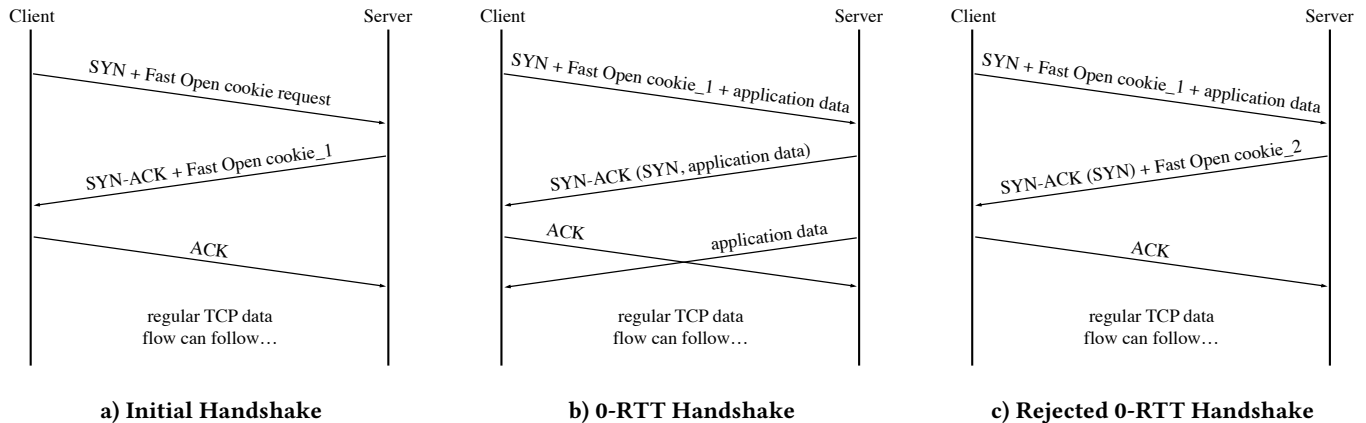 Client Server
SYN + Fast Open cookie request
SYN-ACK + Fast Open cookie_1
ACK
regular TCP data
flow can follow…
a) Initial Handshake
Client Server
SYN + Fast Open cookie_1 + application data
SYN-ACK (SYN, application data)
ACK
application data
regular TCP data
flow can follow…
b) 0-RTT Handshake
Client Server
SYN + Fast Open cookie_1 + application data
SYN-ACK (SYN) + Fast Open cookie_2
ACK
regular TCP data
flow can follow…
c) Rejected 0-RTT Handshake